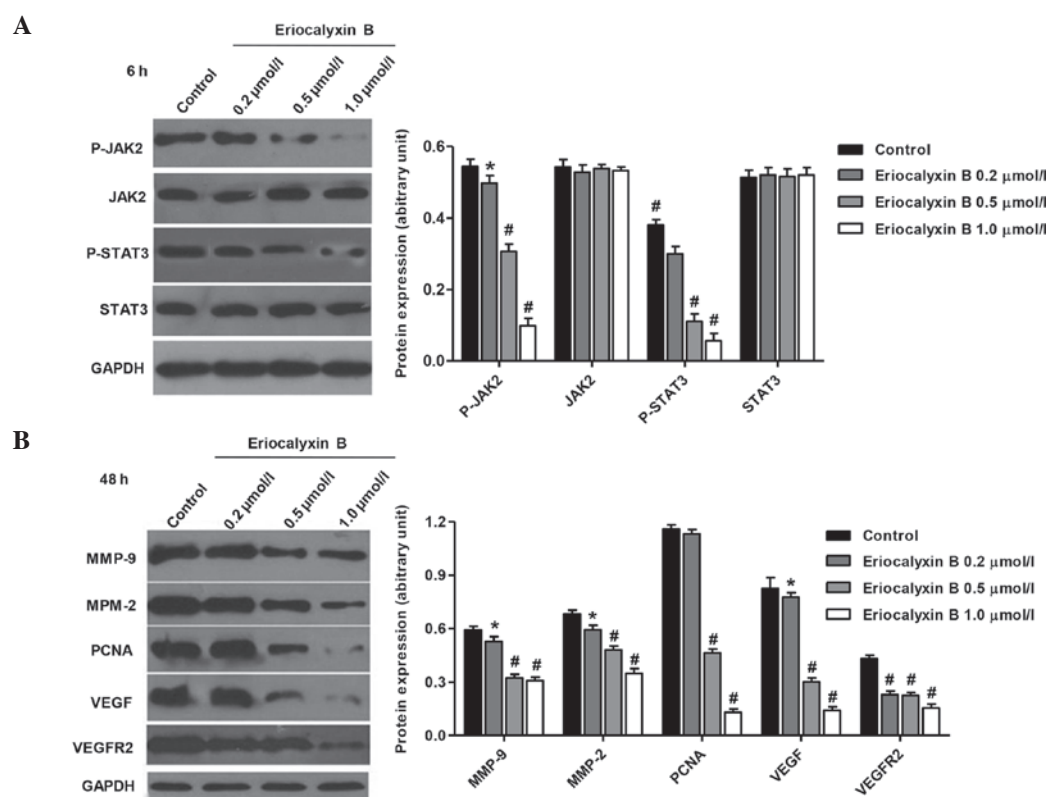 A
Eriocalyxin B
6 h
Control
0.2 µmol/l
0.5 µmol/l
1.0 µmol/l
P-JAK2
JAK2
P-STAT3
STAT3
GAPDH
Protein expression (abitrary unit)
0.6
0.4
0.2
0.0
*
#
#
#
#
#
P-JAK2
JAK2
P-STAT3
STAT3
Control
Eriocalyxin B 0.2 µmol/l
Eriocalyxin B 0.5 µmol/l
Eriocalyxin B 1.0 µmol/l
B
Eriocalyxin B
48 h
Control
0.2 µmol/l
0.5 µmol/l
1.0 µmol/l
MMP-9
MPM-2
PCNA
VEGF
VEGFR2
GAPDH
Protein expression (abitrary unit)
1.2
0.9
0.6
0.3
0.0
*
#
#
*
#
#
#
#
*
#
#
#
#
#
MMP-9
MMP-2
PCNA
VEGF
VEGFR2
Control
Eriocalyxin B 0.2 µmol/l
Eriocalyxin B 0.5 µmol/l
Eriocalyxin B 1.0 µmol/l